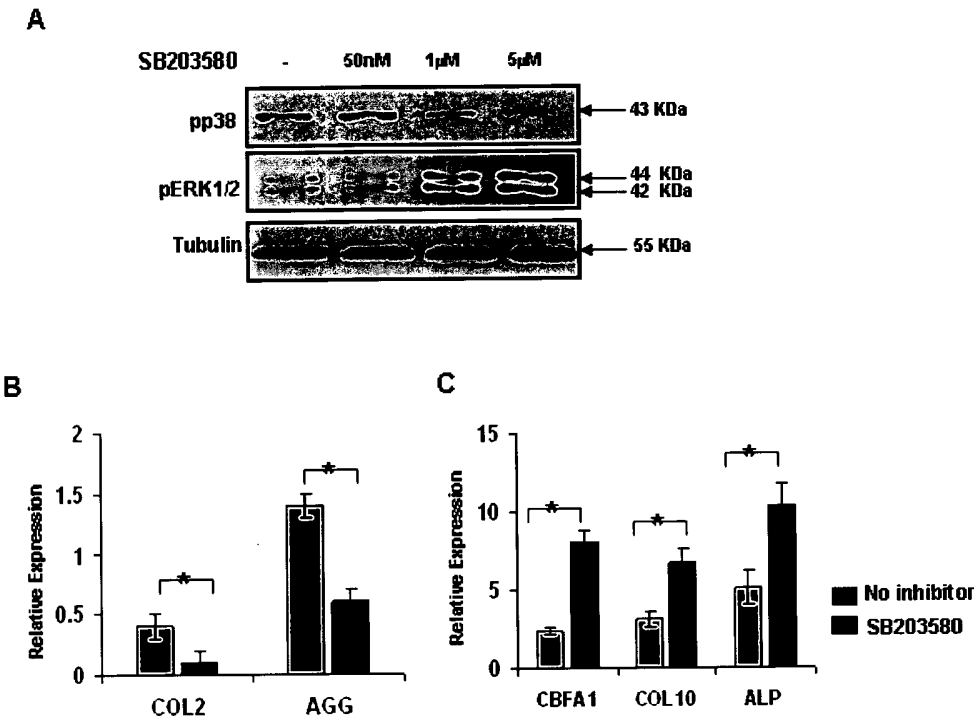 A
SB203580 - 50nM 1µM 5µM
pp38 43 KDa
pERK1/2 44 KDa
42 KDa
Tubulin 55 KDa
B
Relative Expression
2
1.5
1
0.5
0
*
*
COL2 AGG
C
Relative Expression
15
10
5
0
*
*
*
CBFA1 COL10 ALP
No inhibitor
SB203580